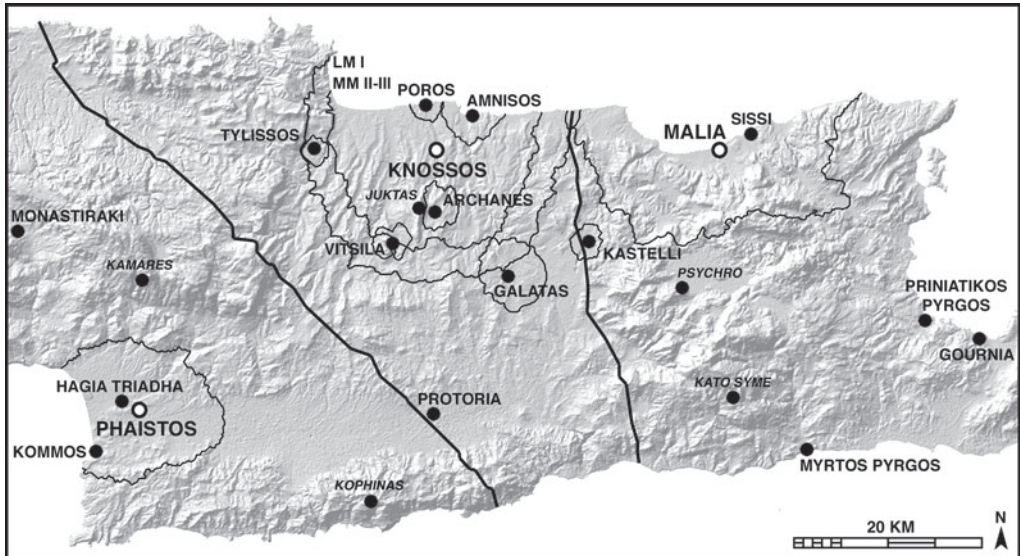 LM I
MM II-III
POROS
AMNISOS
SISSI
MALIA
TYLISSOS
KNOSSOS
JUKTAS
ARCHANES
MONASTIRAKI
VITSILA
KASTELLI
KAMARES
GALATAS
PSYCHRO
PRINIATIKOS
PYRGOS
GOURNIA
HAGIA TRIADHA
PHAISTOS
PROTORIA
KATO SYME
KOMMOS
MYRTOS PYRGOS
KOPHINAS
20 KM
N